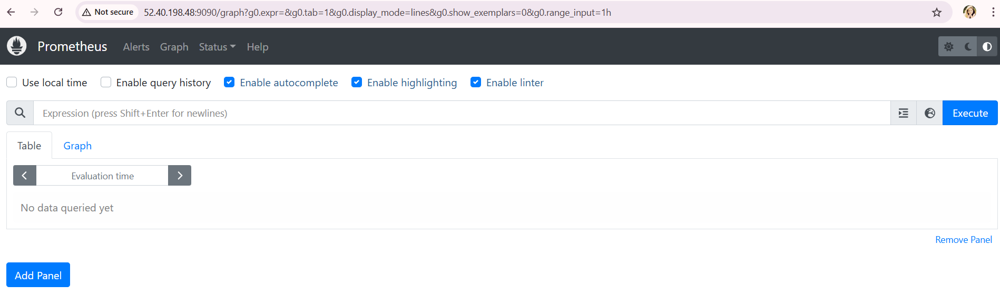 Not secure 52.40.198.48:9090/graph?g0.expr=&g0.tab=1&g0.display_mode=lines&g0.show_exemplars=0&g0.range_input=1h
Prometheus Alerts Graph Status Help
Use local time Enable query history Enable autocomplete Enable highlighting Enable linter
Expression (press Shift+Enter for newlines) Execute
Table Graph
Evaluation time
No data queried yet
Remove Panel
Add Panel